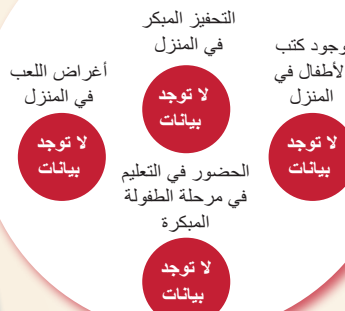 التحفيز المبكر
في المنزل
لا توجد
بيانات
وجود كتب
الأطفال في
المنزل
لا توجد
بيانات
أغراض اللعب
في المنزل
لا توجد
بيانات
الحضور في التعليم
في مرحلة الطفولة
المبكرة
لا توجد
بيانات